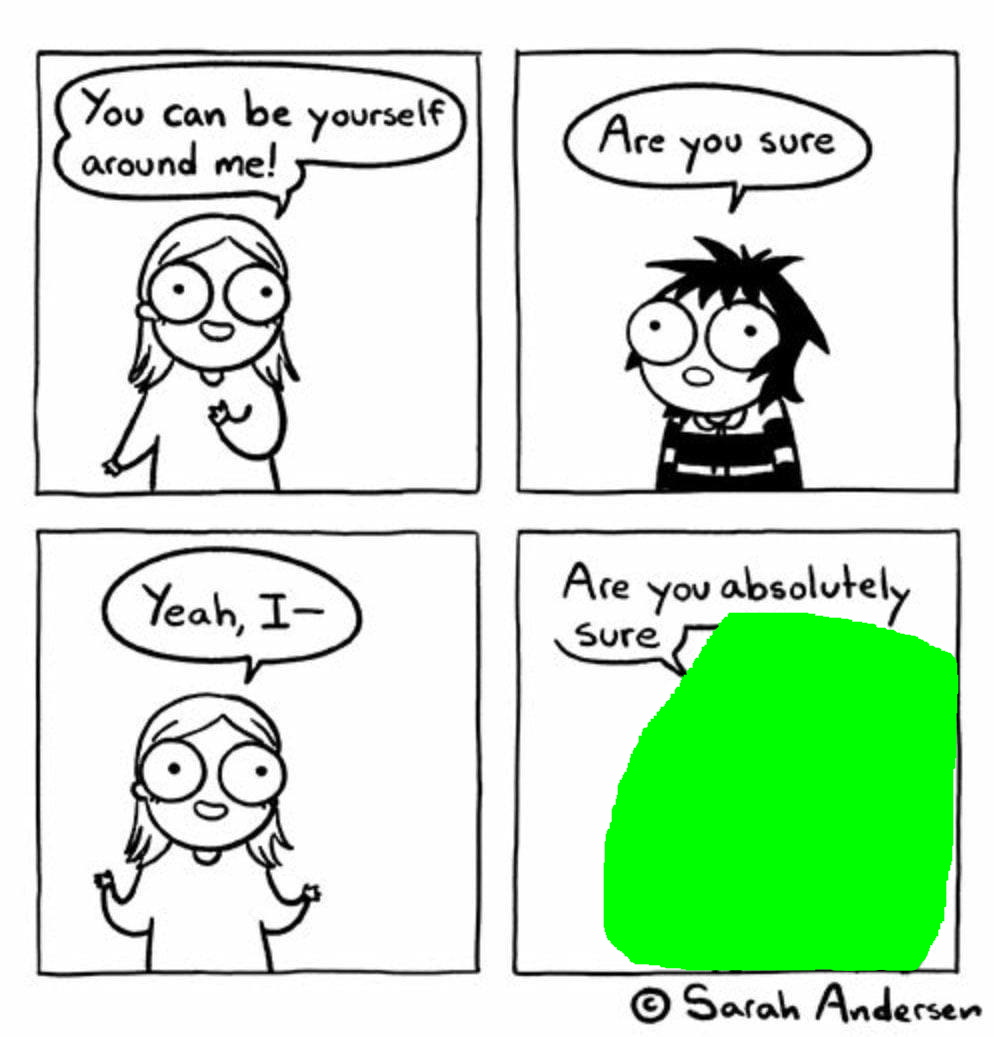 You can be yourself
around me!
Are you sure
Yeah, I—
Are you absolutely
sure
© Sarah Andersen